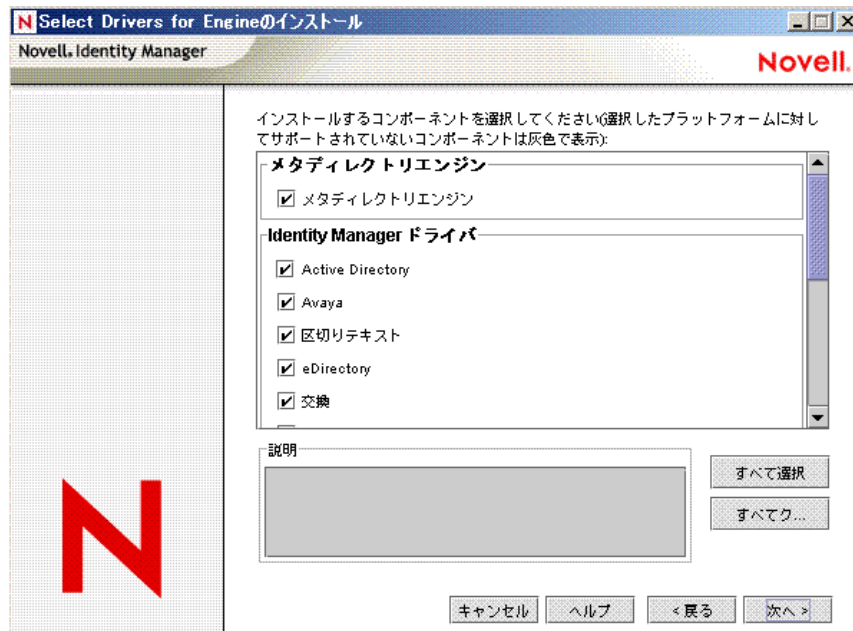 N Select Drivers for Engineのインストール
Novell. Identity Manager
Novell.
インストールするコンポーネントを選択してください(選択したプラットフォームに対し
てサポートされていないコンポーネントは灰色で表示):
メタディレクトリエンジン
メタディレクトリエンジン
Identity Manager ドライバ
Active Directory
Avaya
区切りテキスト
eDirectory
交換
説明
すべて選択
すべてク...
N
キャンセル
ヘルプ
<戻る
次へ>